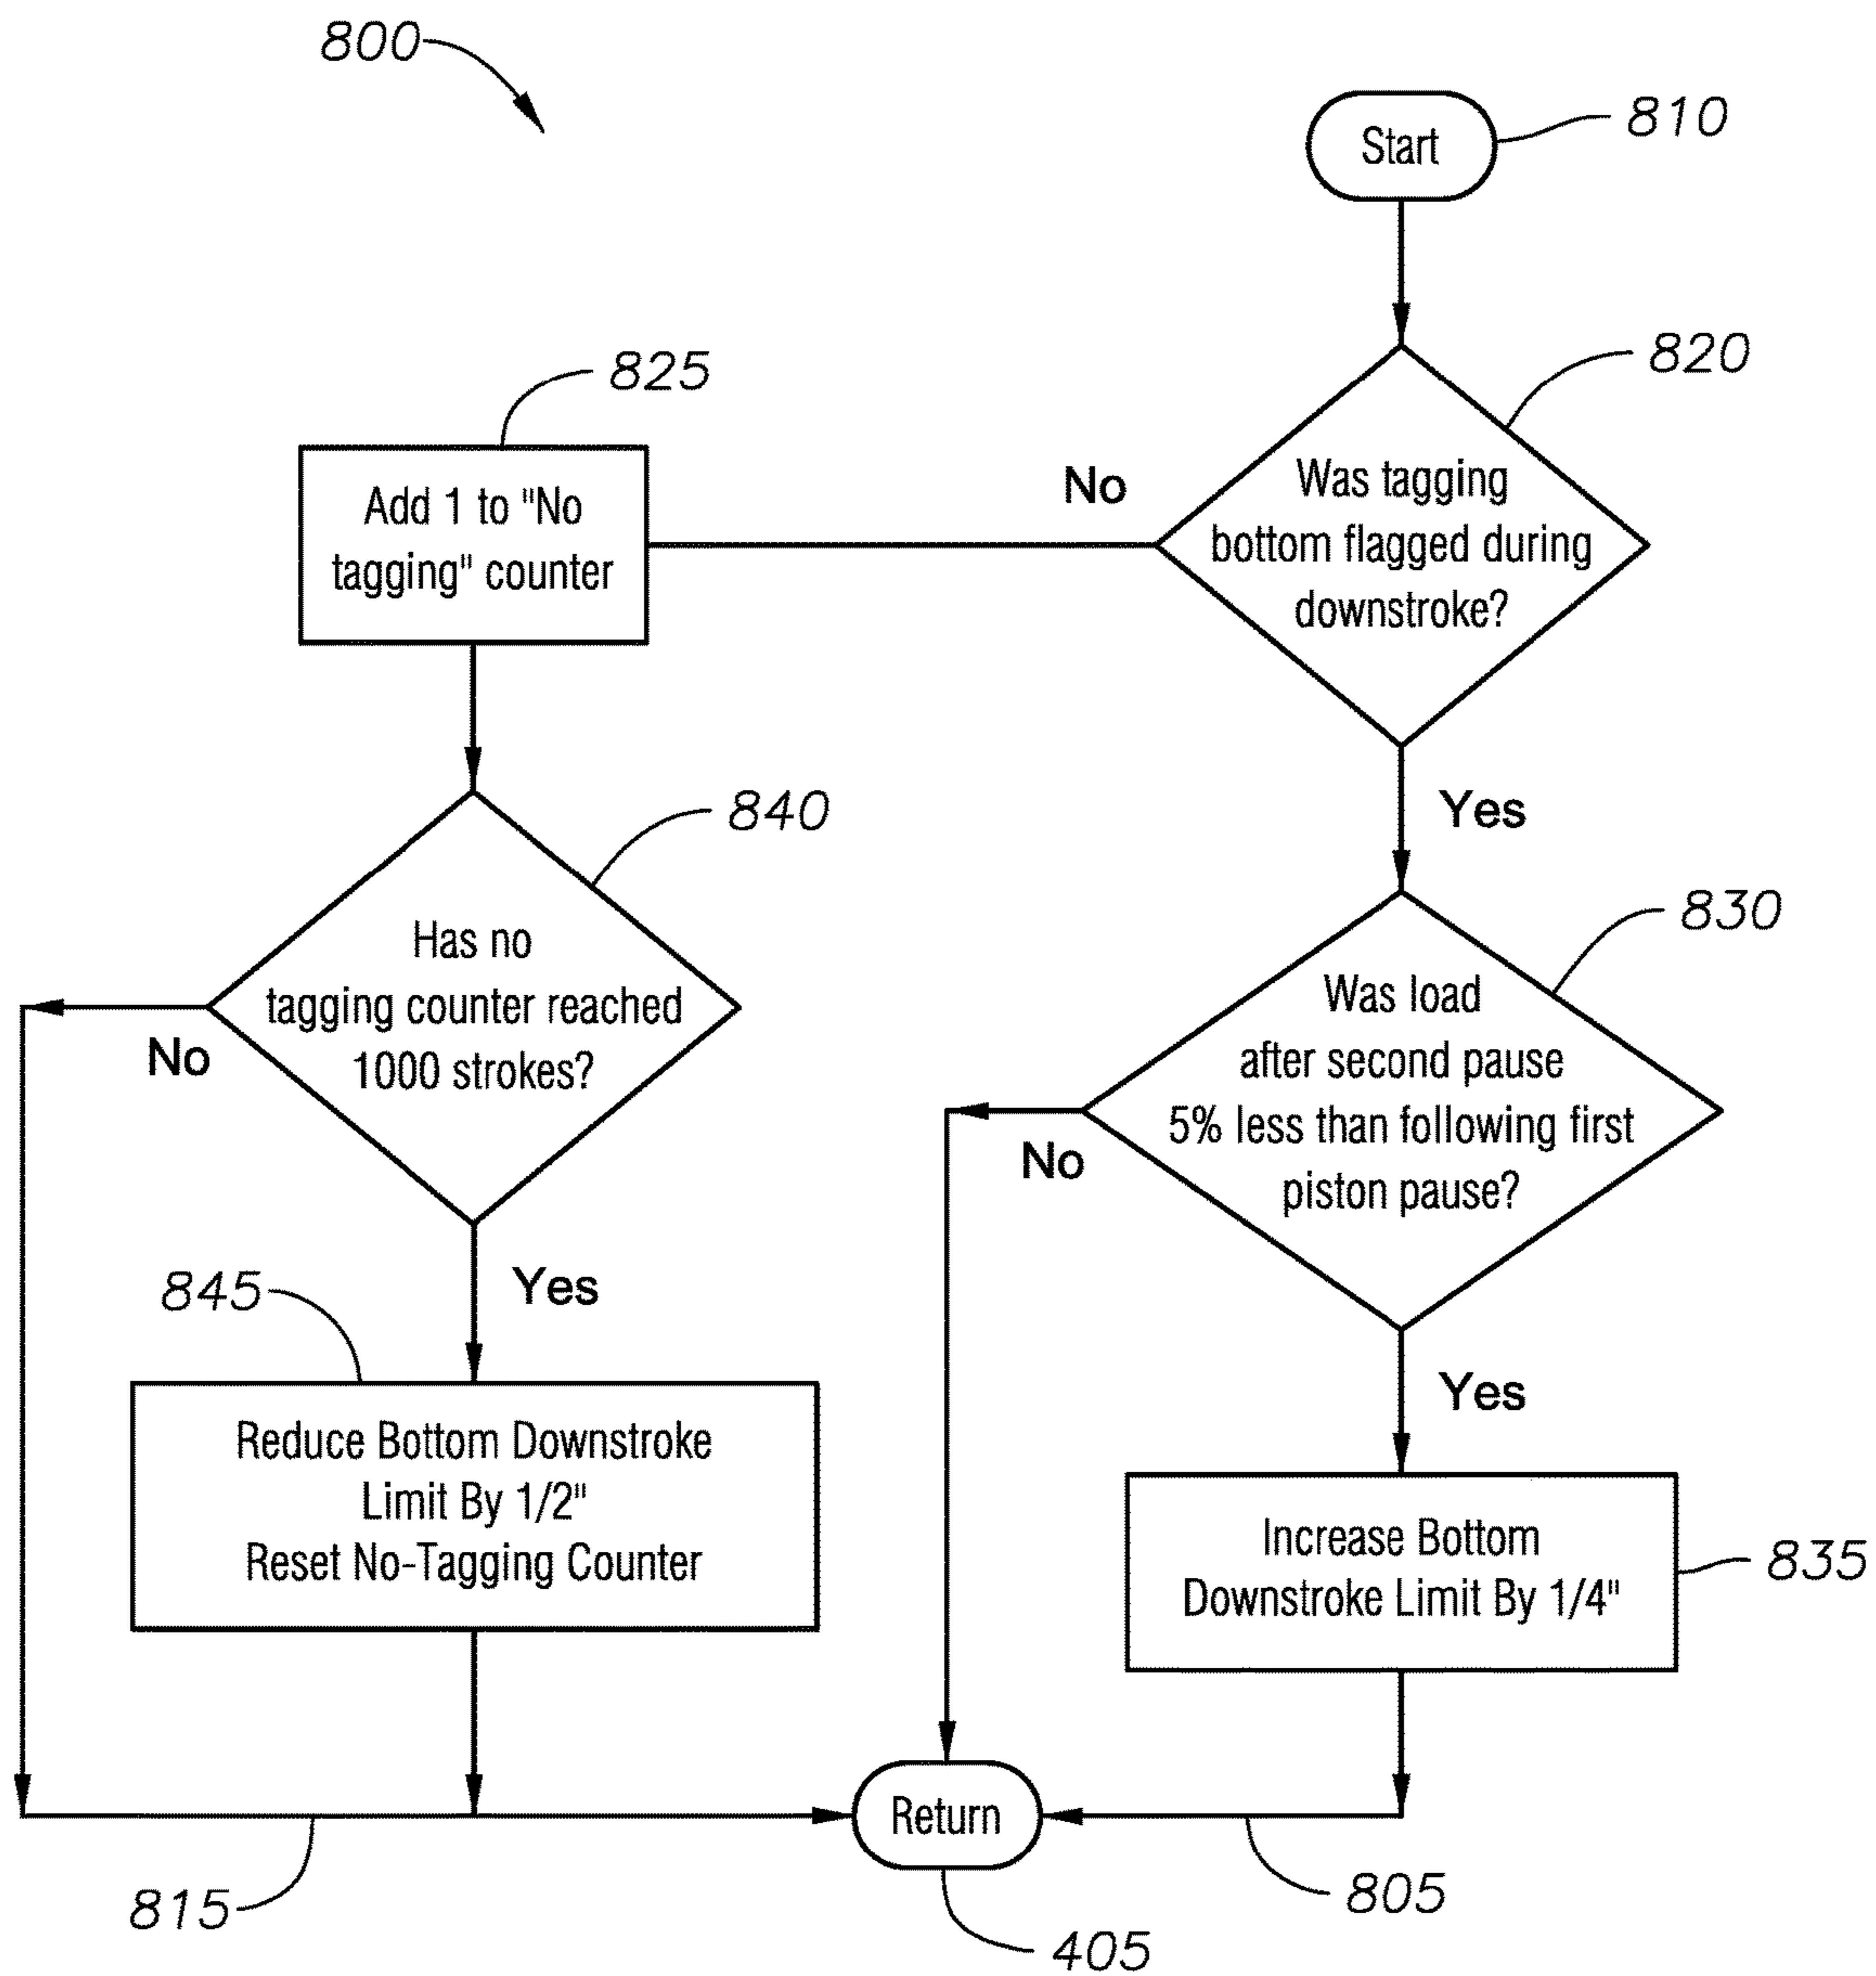 800
Start
810
820
Was tagging
bottom flagged during
downstroke?
No
825
Add 1 to "No
tagging" counter
Yes
840
Has no
tagging counter reached
1000 strokes?
No
830
Was load
after second pause
5% less than following first
piston pause?
No
Yes
845
Reduce Bottom Downstroke
Limit By 1/2"
Reset No-Tagging Counter
Yes
Increase Bottom
Downstroke Limit By 1/4"
835
Return
815
805
405